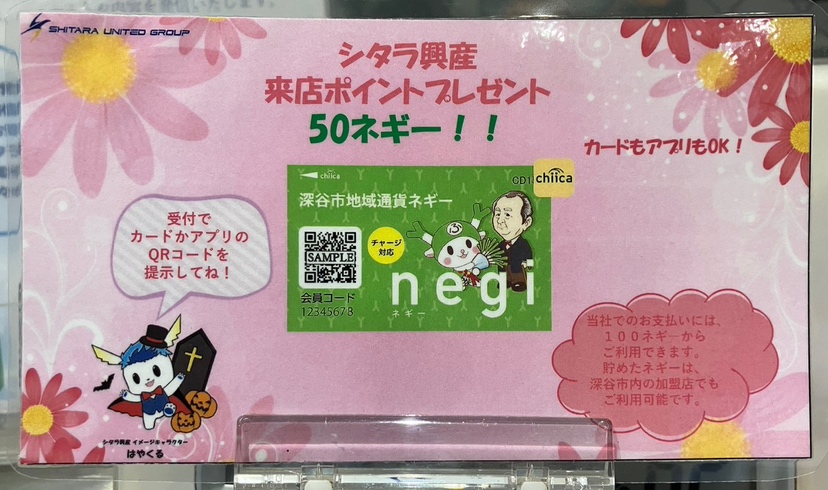 SHITARA UNITED GROUP
シタラ興産
来店ポイントプレゼント
50ネギー！！
カードもアプリもOK！
chiica
CD1
chiica
深谷市地域通貨ネギー
チャージ
対応
SAMPLE
会員コード
12345678
negi
ネギー
受付で
カードかアプリの
QRコードを
提示してね！
当社でのお支払いには、
１００ネギーから
ご利用できます。
貯めたネギーは、
深谷市内の加盟店でも
ご利用可能です。
シタラ興産 イメージキャラクター
はやくる